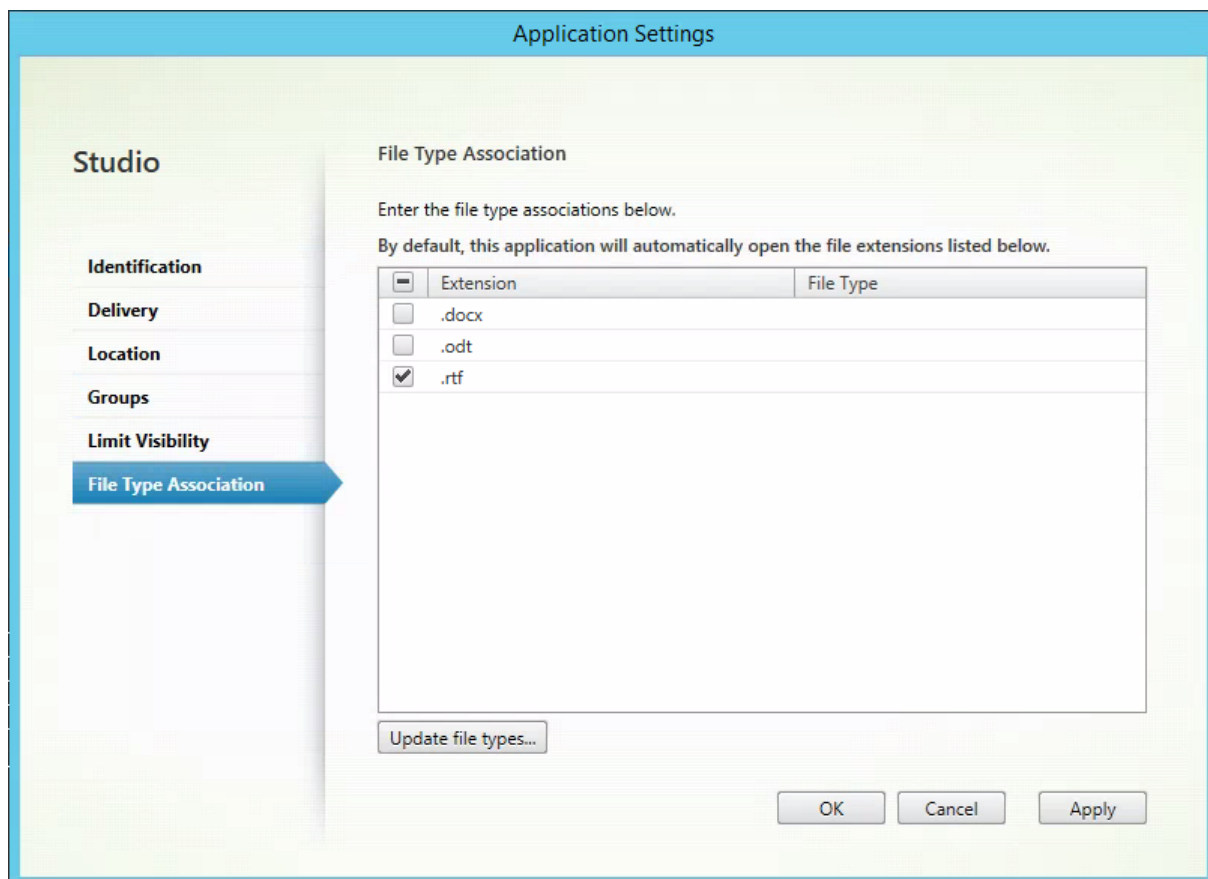 Application Settings
Studio
Identification
Delivery
Location
Groups
Limit Visibility
File Type Association
File Type Association
Enter the file type associations below.
By default, this application will automatically open the file extensions listed below.
Extension File Type
.docx
.odt
.rtf
Update file types...
OK Cancel Apply